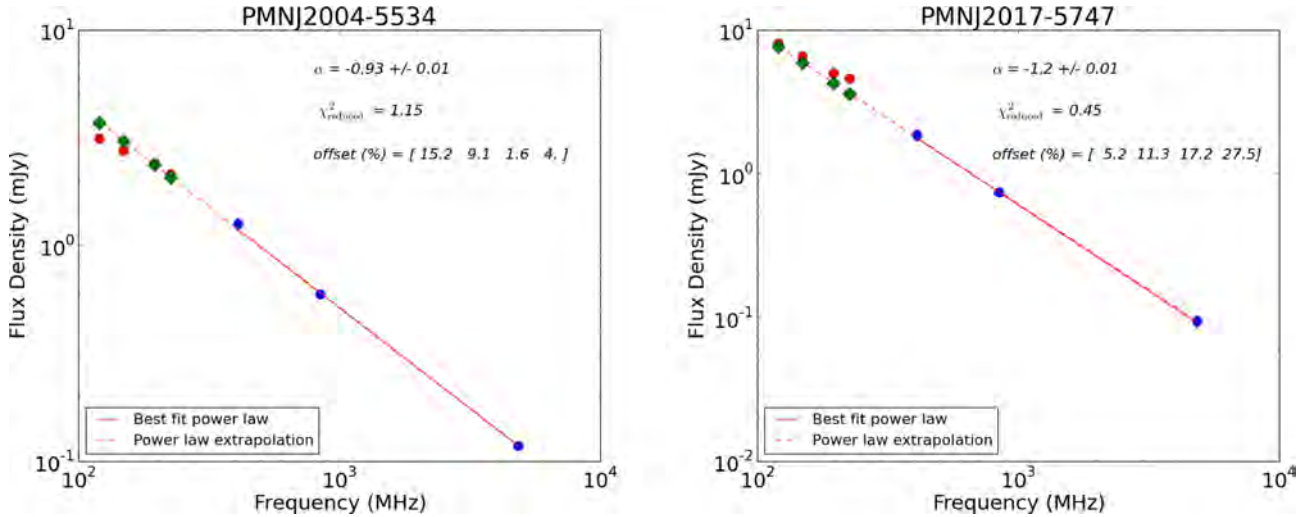 PMNJ2004-5534
α = -0.93 +/- 0.01
χ²reduced = 1.15
offset (%) = [ 15.2 9.1 1.6 4. ]
10¹
10⁰
10⁻¹
Flux Density (mJy)
Best fit power law
Power law extrapolation
10² 10³ 10⁴
Frequency (MHz)
PMNJ2017-5747
α = -1.2 +/- 0.01
χ²reduced = 0.45
offset (%) = [ 5.2 11.3 17.2 27.5]
10¹
10⁰
10⁻¹
10⁻²
Flux Density (mJy)
Best fit power law
Power law extrapolation
10² 10³ 10⁴
Frequency (MHz)